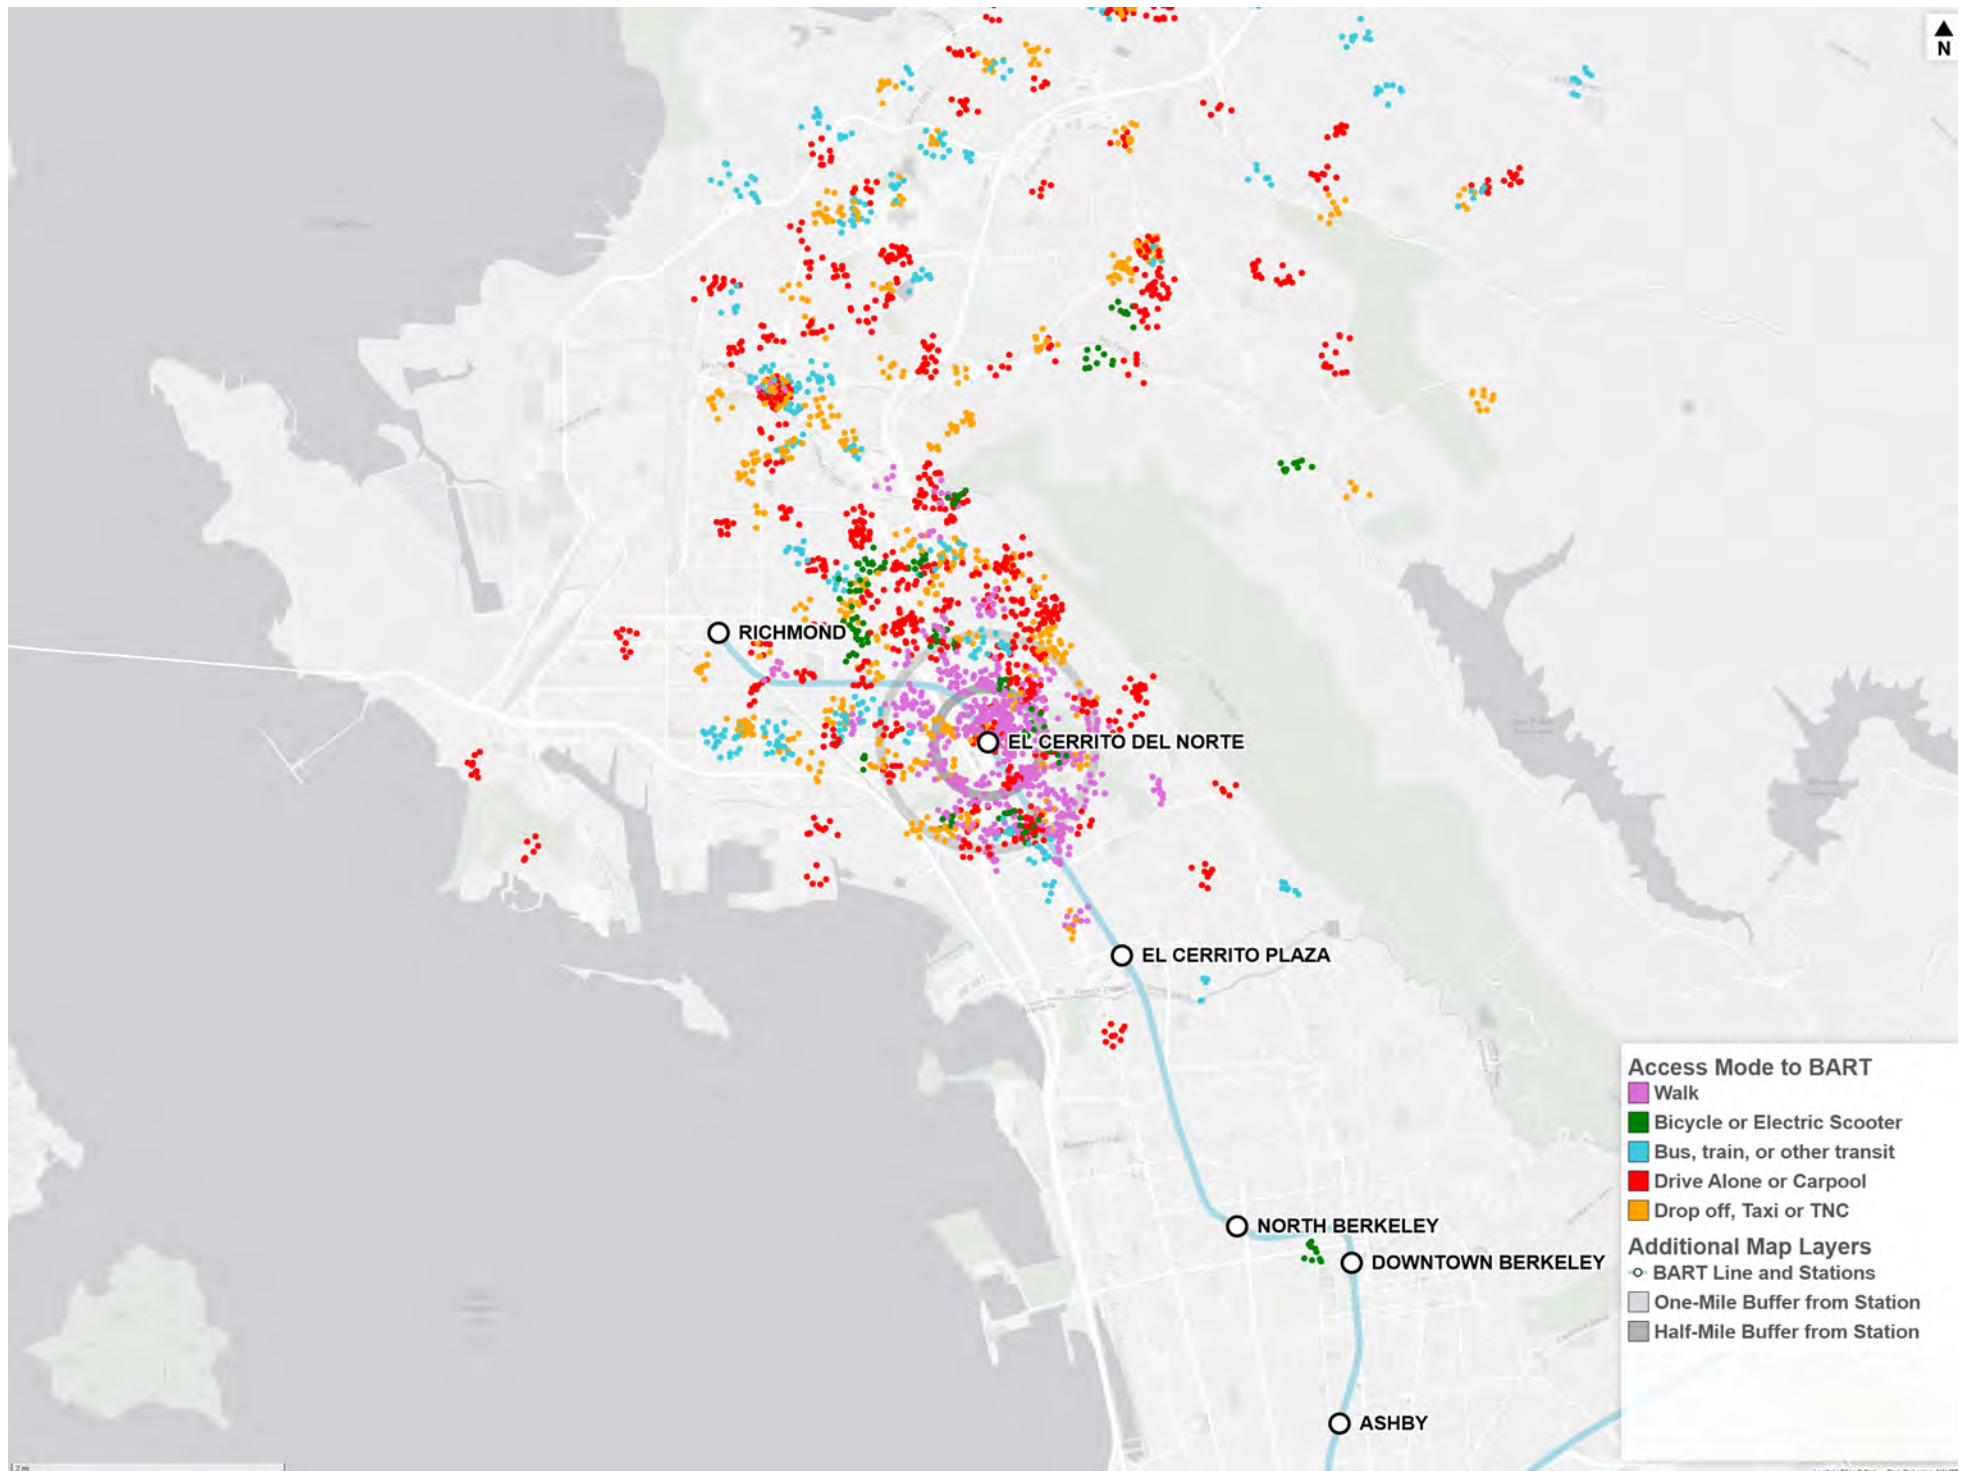 N
RICHMOND
EL CERRITO DEL NORTE
EL CERRITO PLAZA
NORTH BERKELEY
DOWNTOWN BERKELEY
ASHBY
Access Mode to BART
Walk
Bicycle or Electric Scooter
Bus, train, or other transit
Drive Alone or Carpool
Drop off, Taxi or TNC
Additional Map Layers
BART Line and Stations
One-Mile Buffer from Station
Half-Mile Buffer from Station